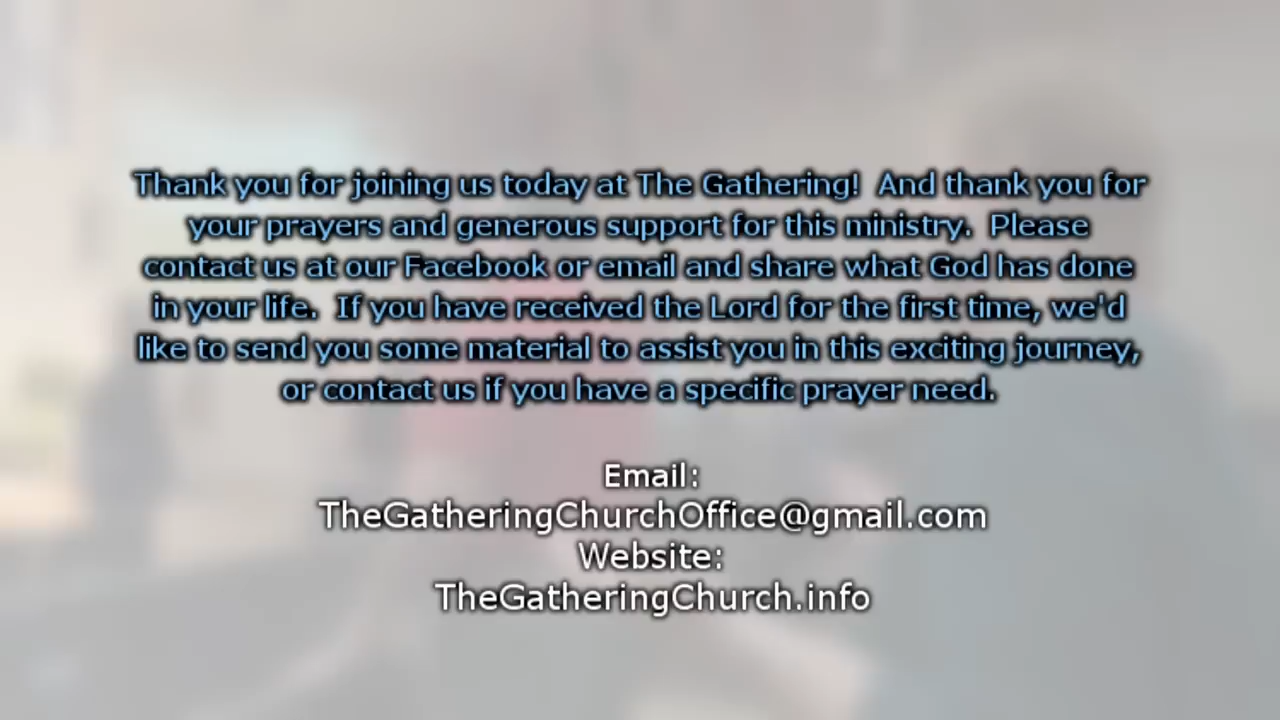 Thank you for joining us today at The Gathering!  And thank you for
your prayers and generous support for this ministry.  Please
contact us at our Facebook or email and share what God has done
in your life.  If you have received the Lord for the first time, we'd
like to send you some material to assist you in this exciting journey,
or contact us if you have a specific prayer need.
Email:
TheGatheringChurchOffice@gmail.com
Website:
TheGatheringChurch.info